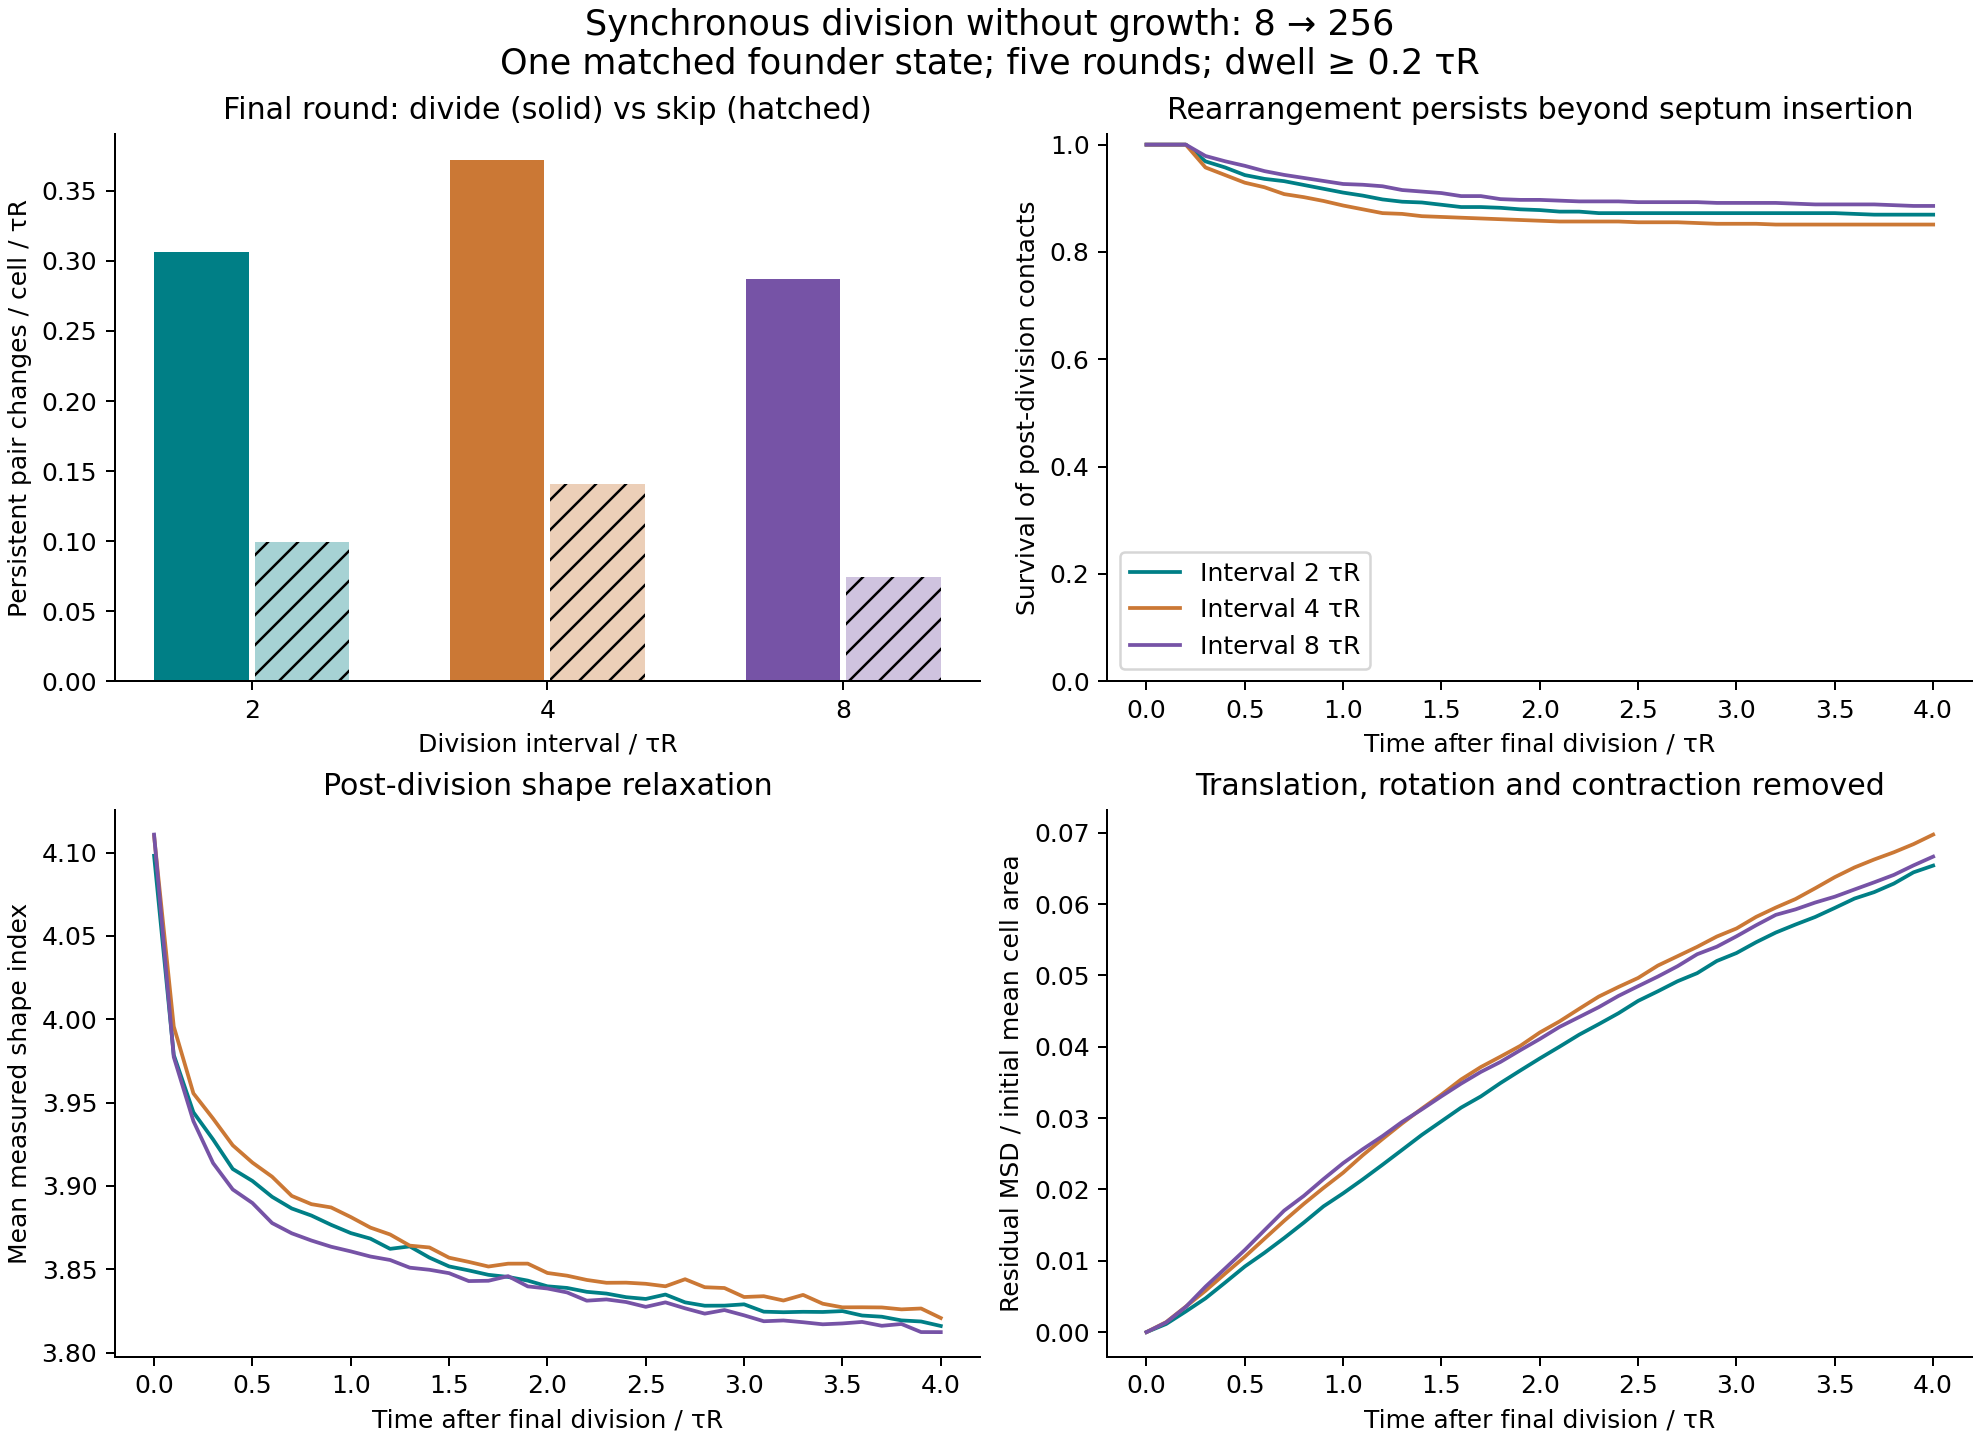 Synchronous division without growth: 8 → 256
One matched founder state; five rounds; dwell ≥ 0.2 τR
Final round: divide (solid) vs skip (hatched)
Persistent pair changes / cell / τR
0.35
0.30
0.25
0.20
0.15
0.10
0.05
0.00
2 4 8
Division interval / τR
Rearrangement persists beyond septum insertion
Survival of post-division contacts
1.0
0.8
0.6
0.4
0.2
0.0
Interval 2 τR
Interval 4 τR
Interval 8 τR
0.0 0.5 1.0 1.5 2.0 2.5 3.0 3.5 4.0
Time after final division / τR
Post-division shape relaxation
Mean measured shape index
4.10
4.05
4.00
3.95
3.90
3.85
3.80
0.0 0.5 1.0 1.5 2.0 2.5 3.0 3.5 4.0
Time after final division / τR
Translation, rotation and contraction removed
Residual MSD / initial mean cell area
0.07
0.06
0.05
0.04
0.03
0.02
0.01
0.00
0.0 0.5 1.0 1.5 2.0 2.5 3.0 3.5 4.0
Time after final division / τR